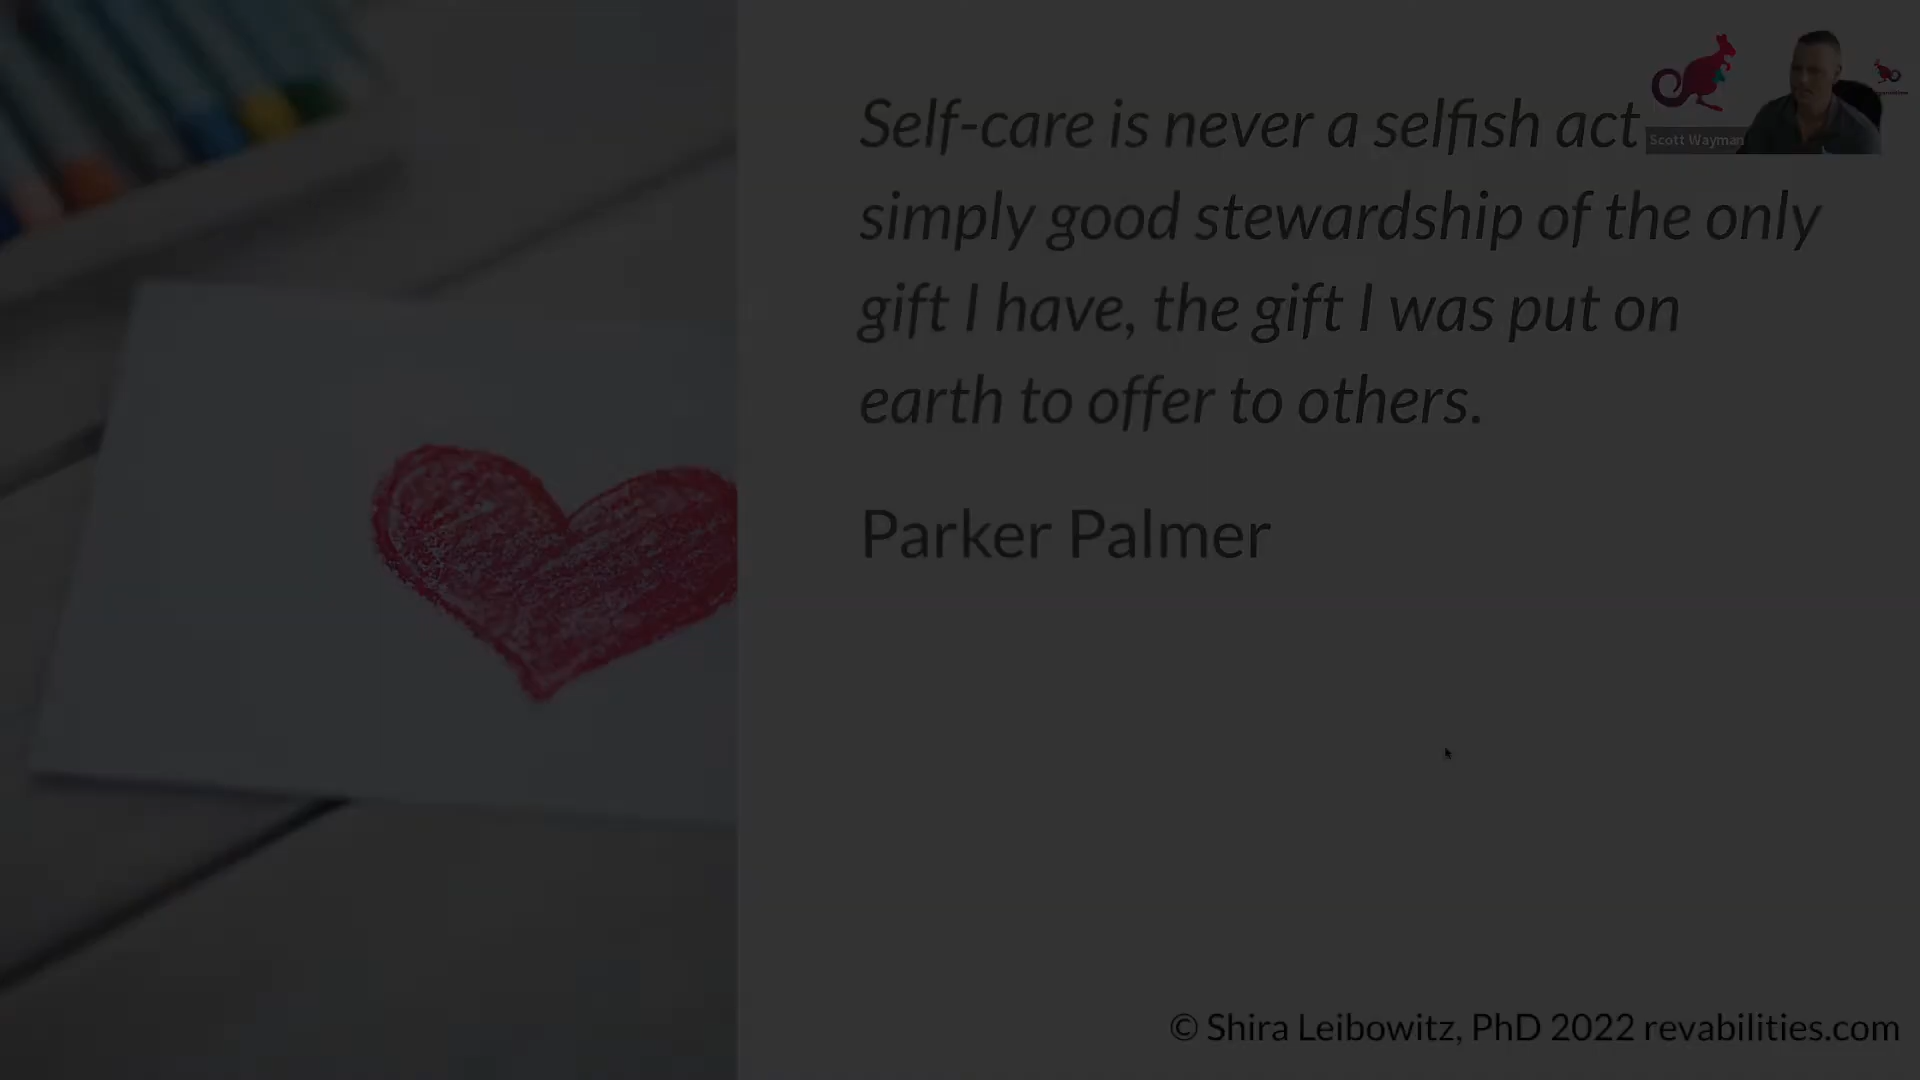 Self-care is never a selfish act
simply good stewardship of the only
gift I have, the gift I was put on
earth to offer to others.
Parker Palmer
Scott Wayman
© Shira Leibowitz, PhD 2022 revabilities.com